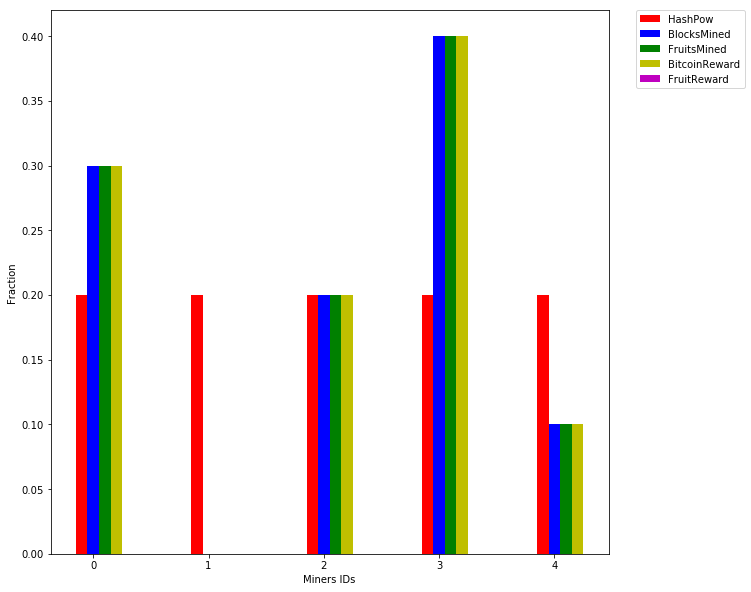 HashPow
BlocksMined
FruitsMined
BitcoinReward
FruitReward
0.40
0.35
0.30
0.25
0.20
0.15
0.10
0.05
0.00
Fraction
0 1 2 3 4
Miners IDs